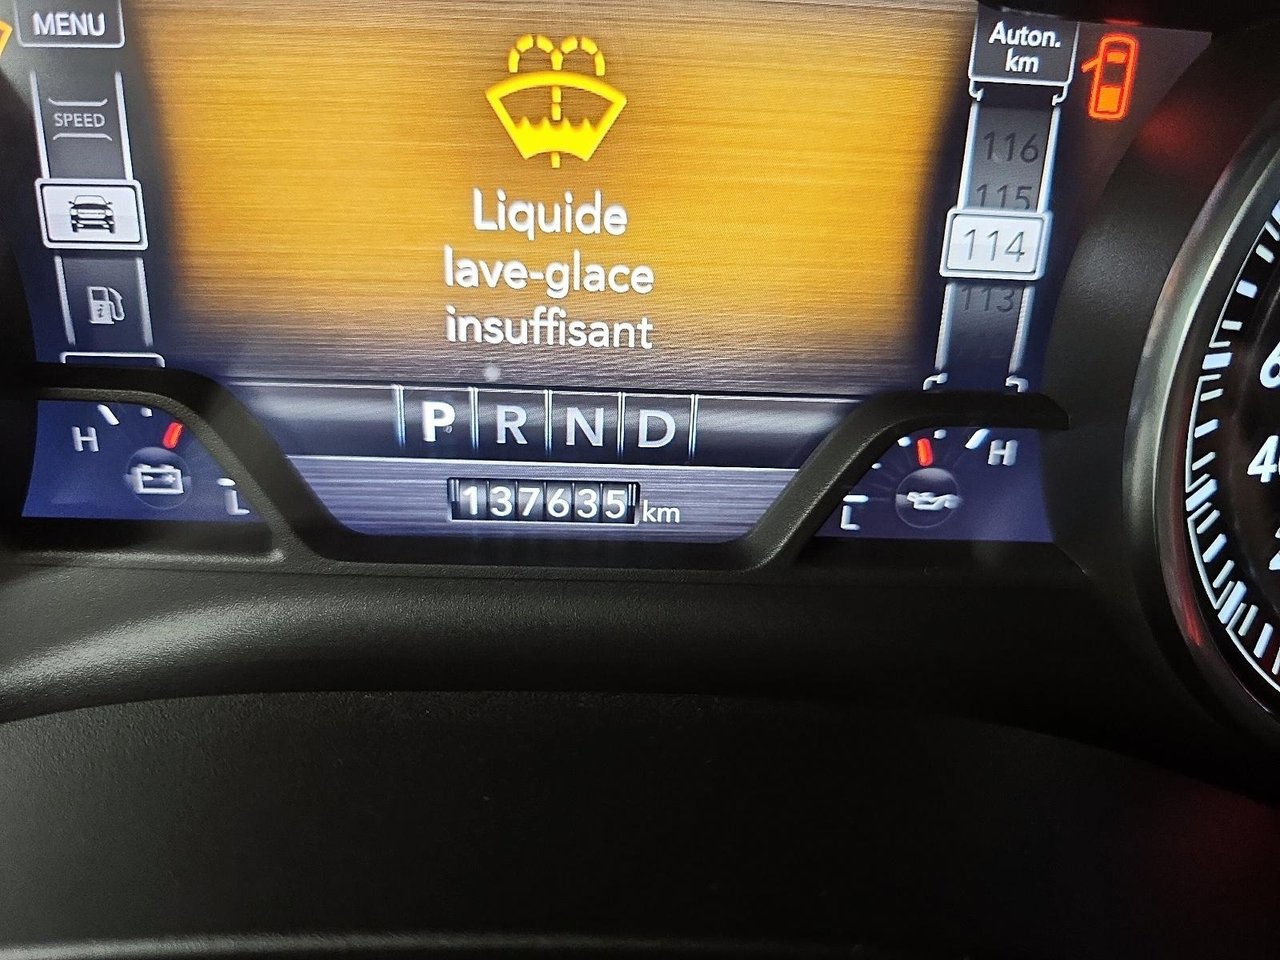 MENU
Auton.
km
SPEED
116
115
114
113
Liquide
lave-glace
insuffisant
P R N D
H
L
137635 km
H
L